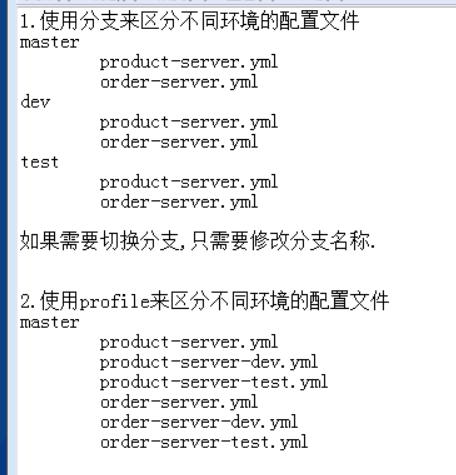 1.使用分支来区分不同环境的配置文件
master
product-server.yml
order-server.yml
dev
product-server.yml
order-server.yml
test
product-server.yml
order-server.yml
如果需要切换分支,只需要修改分支名称.
2.使用profile来区分不同环境的配置文件
master
product-server.yml
product-server-dev.yml
product-server-test.yml
order-server.yml
order-server-dev.yml
order-server-test.yml